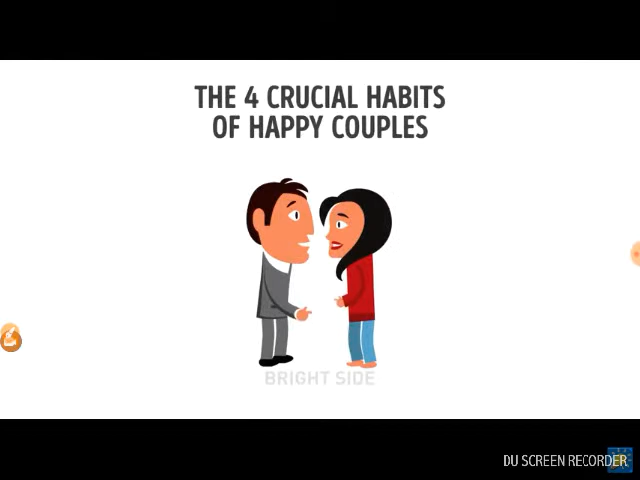 THE 4 CRUCIAL HABITS
OF HAPPY COUPLES
BRIGHT SIDE
DU SCREEN RECORDER